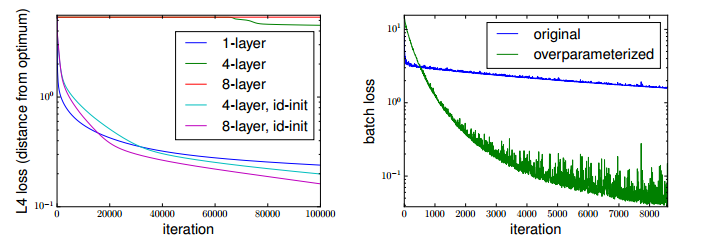 L4 loss (distance from optimum)
10^0
10^-1
1-layer
4-layer
8-layer
4-layer, id-init
8-layer, id-init
0 20000 40000 60000 80000 100000
iteration
batch loss
10^1
10^0
10^-1
original
overparameterized
0 1000 2000 3000 4000 5000 6000 7000 8000
iteration